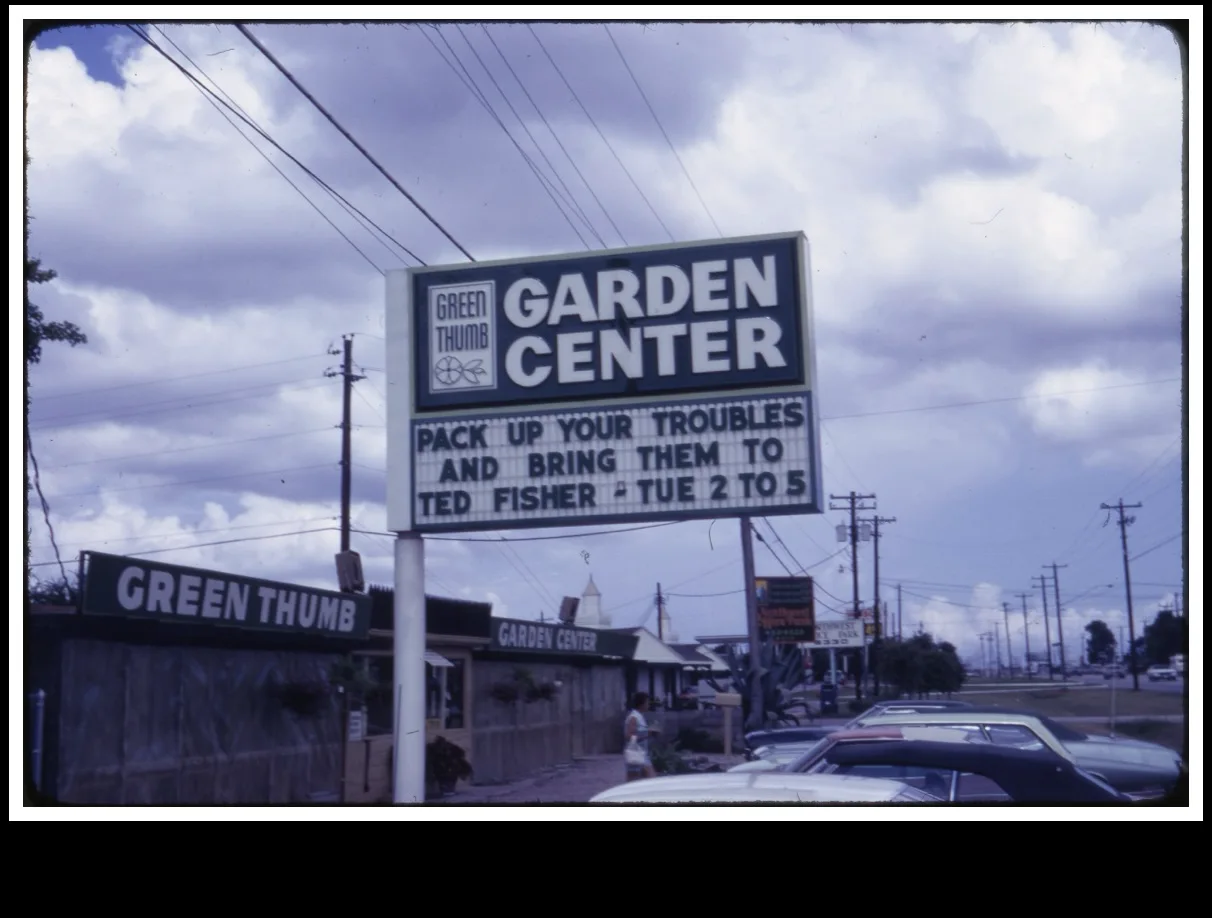 GREEN
THUMB
GARDEN
CENTER
PACK UP YOUR TROUBLES
AND BRING THEM TO
TED FISHER - TUE 2 TO 5
GREEN THUMB
GARDEN CENTER